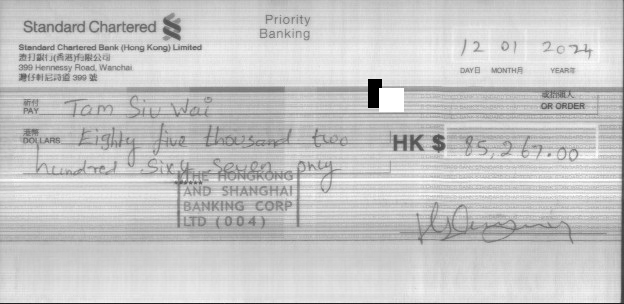 Standard Chartered
Priority
Banking
Standard Chartered Bank (Hong Kong) Limited
渣打銀行(香港)有限公司
399 Hennessy Road, Wanchai
灣仔軒尼詩道 399 號
12 01 2024
DAY日 MONTH月 YEAR年
祈付
PAY Tam Siu Wai
或持票人
OR ORDER
港幣
DOLLARS Eighty five thousand two
hundred Sixty Seven only
HK $ 85,267.00
THE HONGKONG
AND SHANGHAI
BANKING CORP
LTD (004)